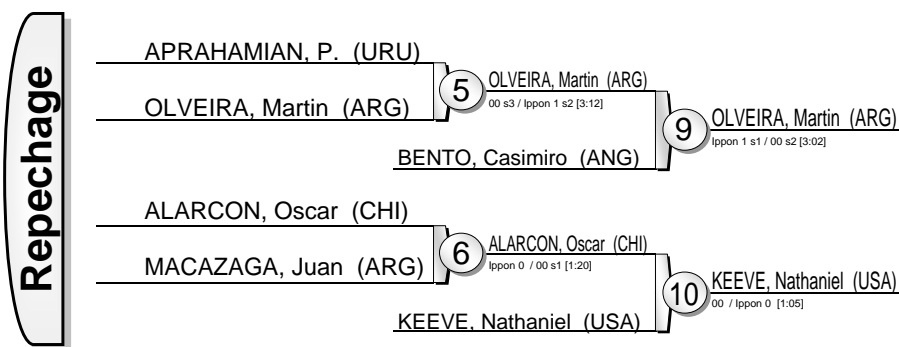 Repechage
APRAHAMIAN, P. (URU)
OLVEIRA, Martin (ARG)
5
OLVEIRA, Martin (ARG)
00 s3 / Ippon 1 s2 [3:12]
BENTO, Casimiro (ANG)
9
OLVEIRA, Martin (ARG)
Ippon 1 s1 / 00 s2 [3:02]
ALARCON, Oscar (CHI)
MACAZAGA, Juan (ARG)
6
ALARCON, Oscar (CHI)
Ippon 0 / 00 s1 [1:20]
KEEVE, Nathaniel (USA)
10
KEEVE, Nathaniel (USA)
00 / Ippon 0 [1:05]